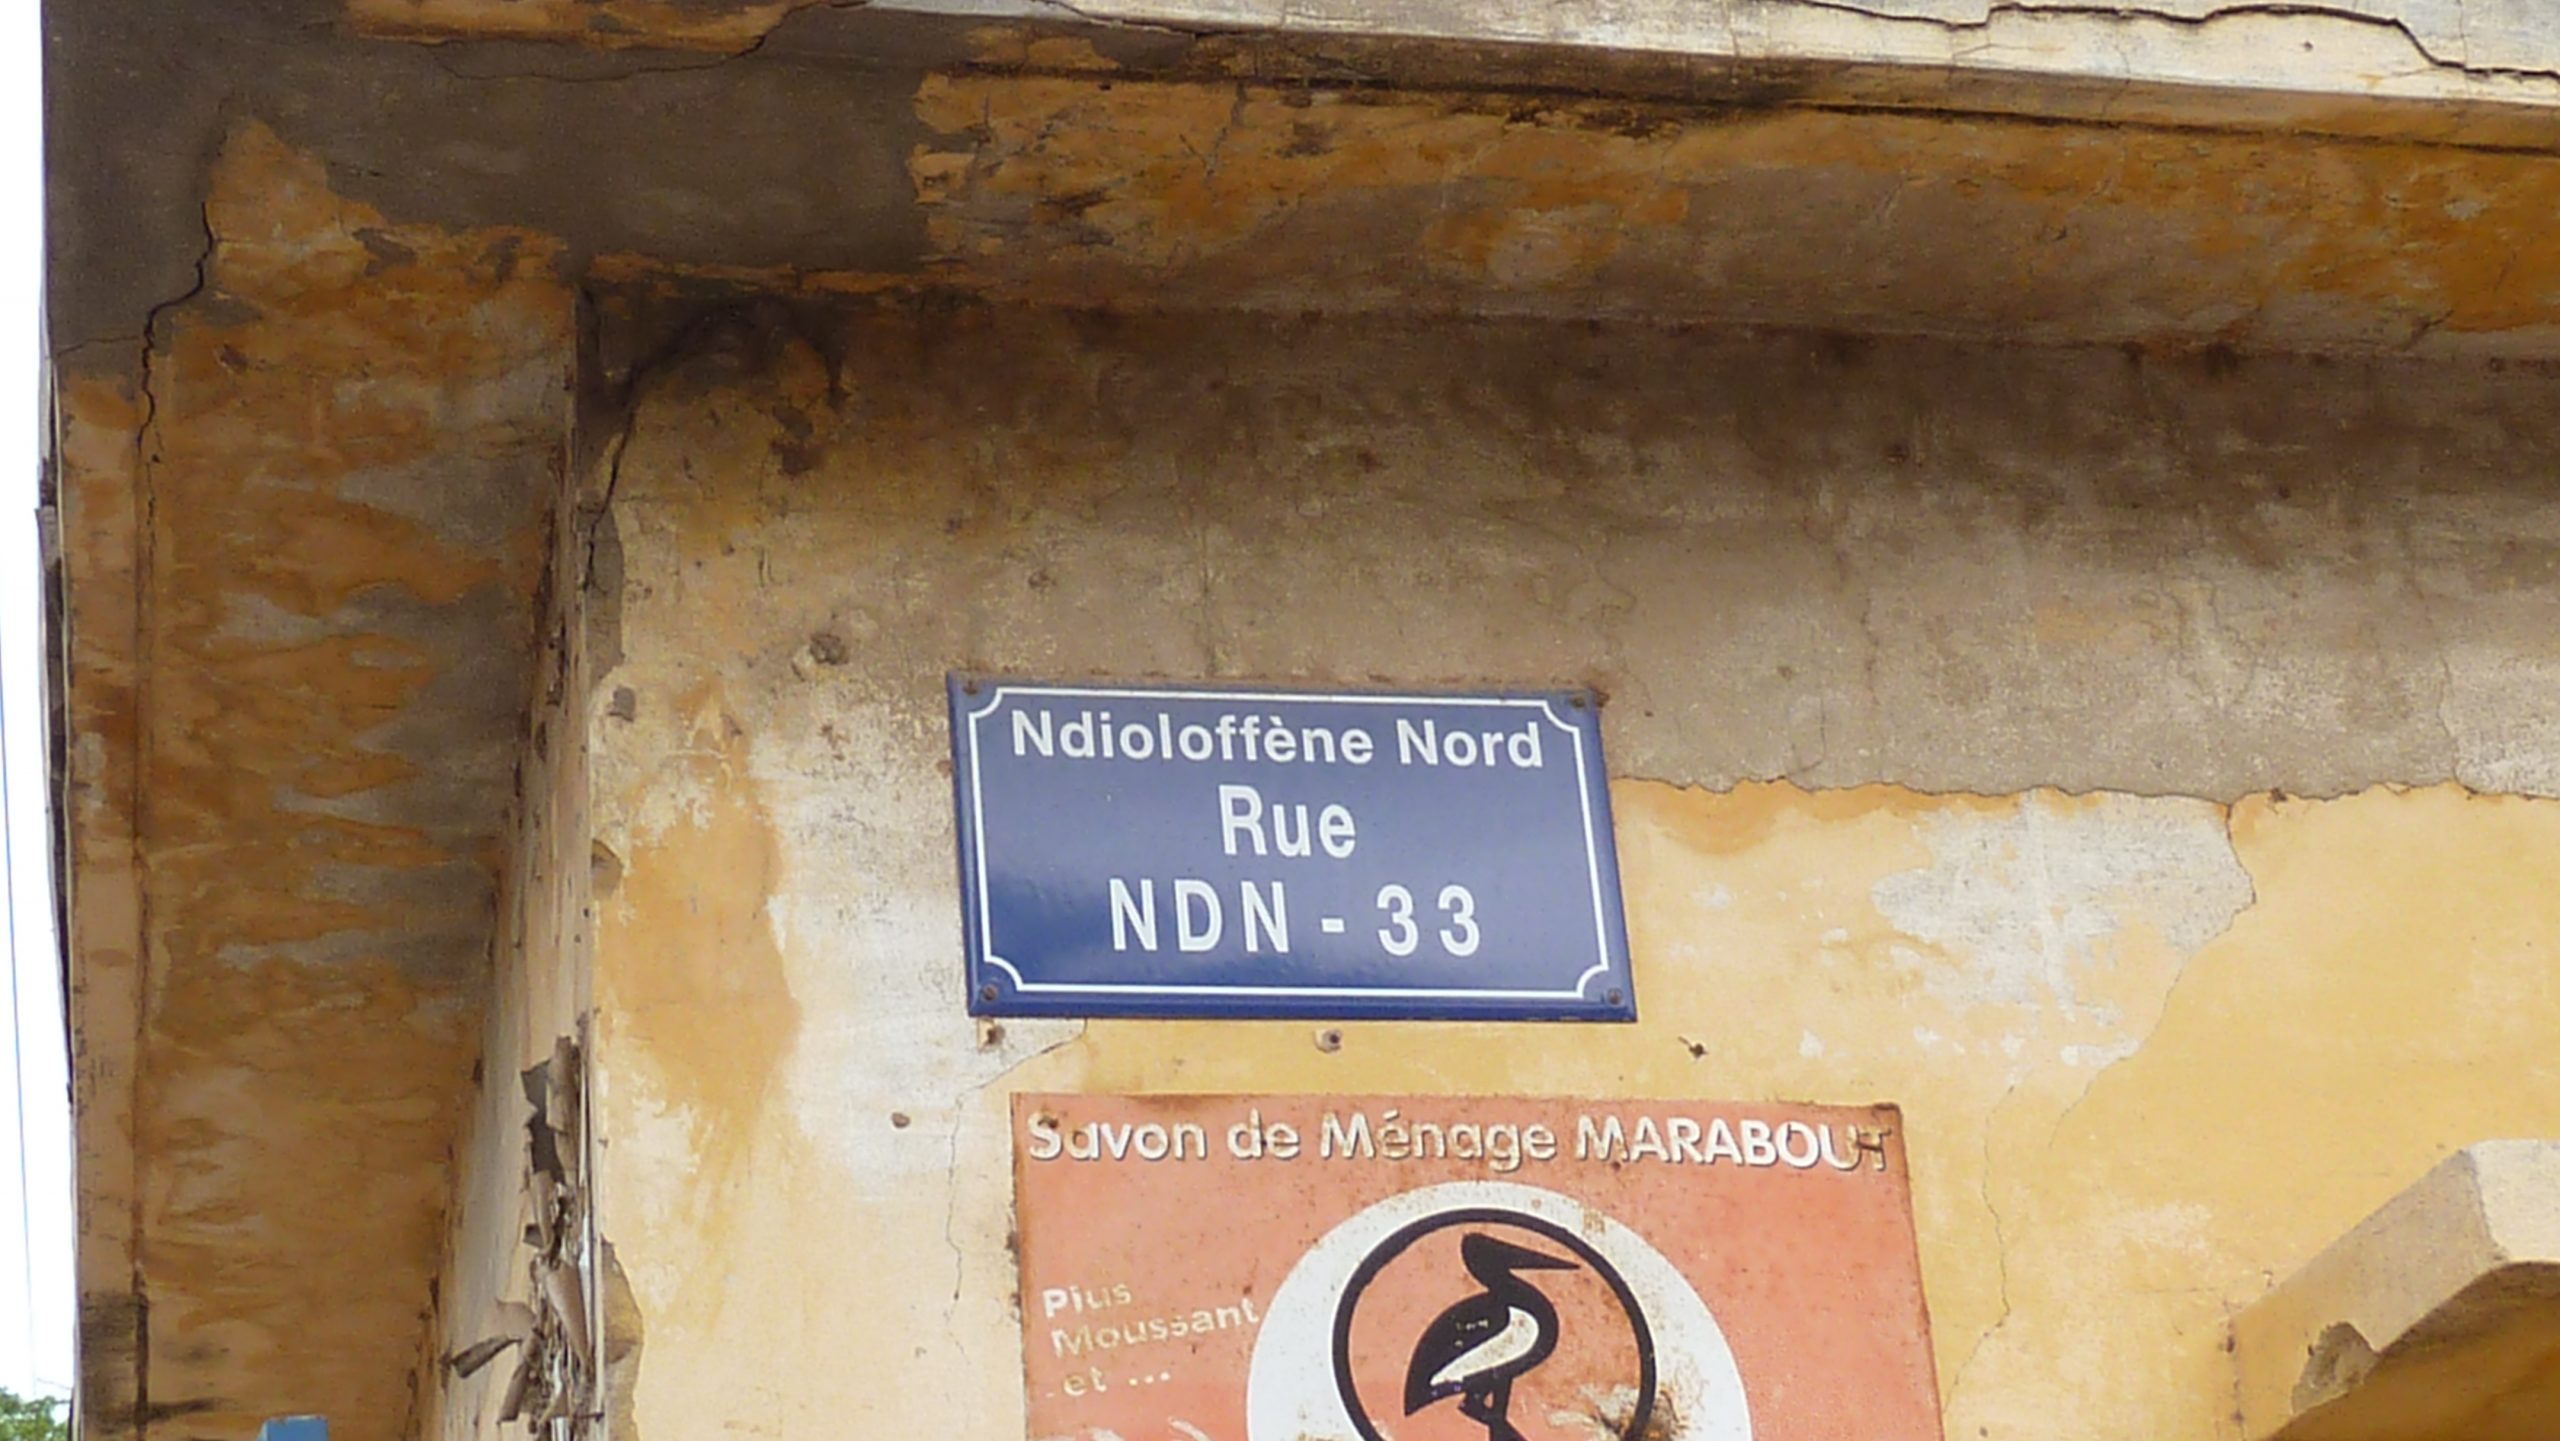 Ndioloffène Nord
Rue
NDN - 33
Savon de Ménage MARABOUT
Plus
Moussant
et ...